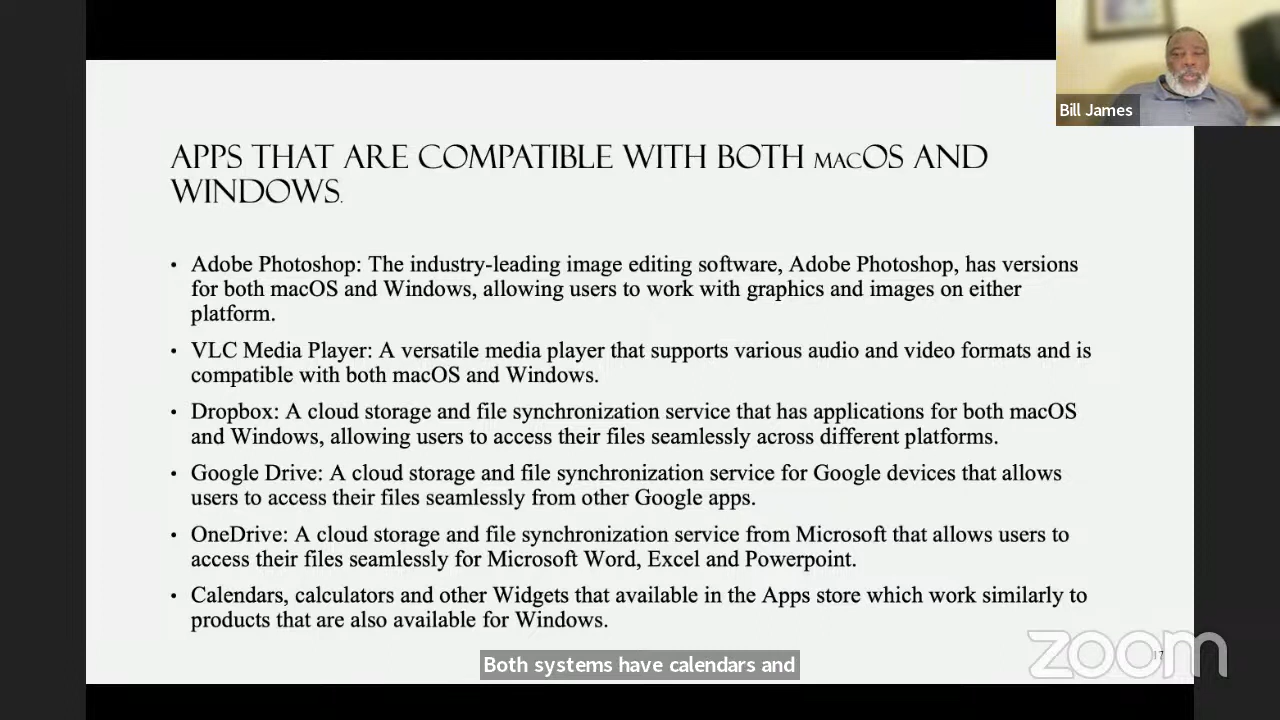 Bill James
APPS THAT ARE COMPATIBLE WITH BOTH MACOS AND
WINDOWS.
• Adobe Photoshop: The industry-leading image editing software, Adobe Photoshop, has versions
for both macOS and Windows, allowing users to work with graphics and images on either
platform.
• VLC Media Player: A versatile media player that supports various audio and video formats and is
compatible with both macOS and Windows.
• Dropbox: A cloud storage and file synchronization service that has applications for both macOS
and Windows, allowing users to access their files seamlessly across different platforms.
• Google Drive: A cloud storage and file synchronization service for Google devices that allows
users to access their files seamlessly from other Google apps.
• OneDrive: A cloud storage and file synchronization service from Microsoft that allows users to
access their files seamlessly for Microsoft Word, Excel and Powerpoint.
• Calendars, calculators and other Widgets that available in the Apps store which work similarly to
products that are also available for Windows.
zoom
17
Both systems have calendars and